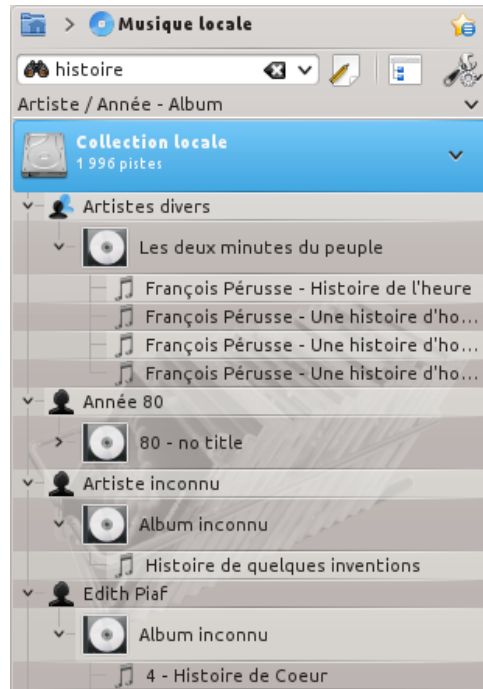 Musique locale
histoire
Artiste / Année - Album
Collection locale
1 996 pistes
Artistes divers
Les deux minutes du peuple
François Pérusse - Histoire de l'heure
François Pérusse - Une histoire d'ho...
François Pérusse - Une histoire d'ho...
François Pérusse - Une histoire d'ho...
Année 80
80 - no title
Artiste inconnu
Album inconnu
Histoire de quelques inventions
Edith Piaf
Album inconnu
4 - Histoire de Coeur